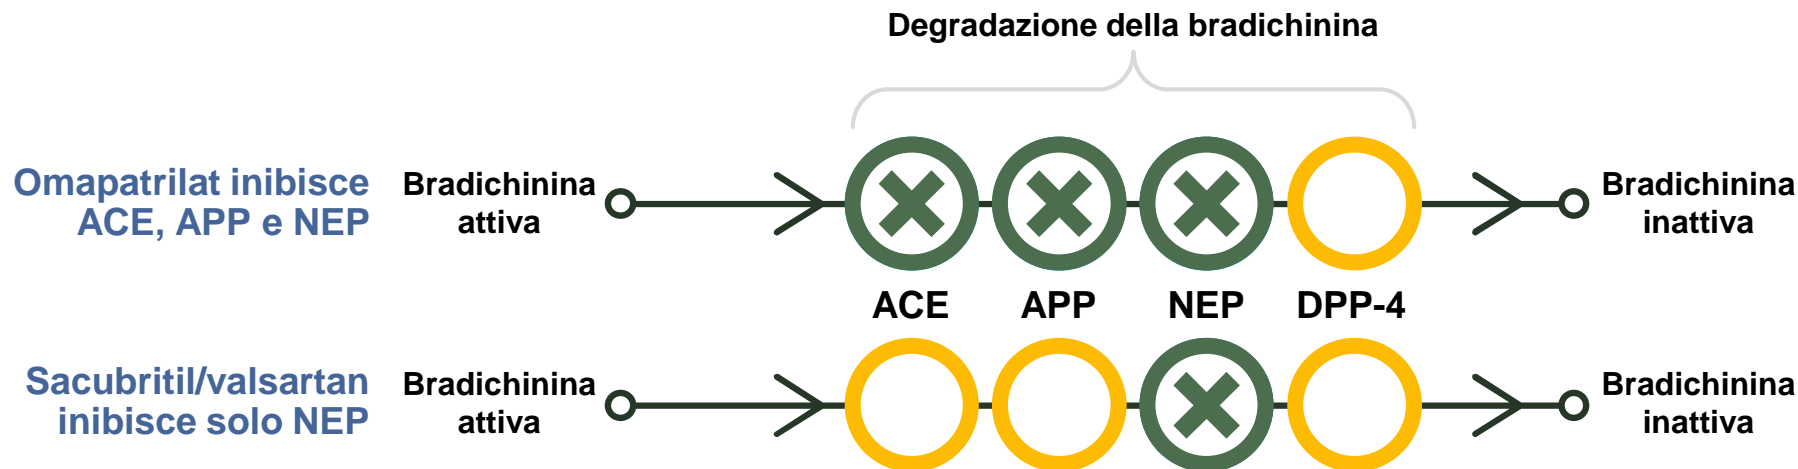 Degradazione della bradichinina
Omapatrilat inibisce
ACE, APP e NEP
Bradichinina
attiva
Bradichinina
inattiva
ACE
APP
NEP
DPP-4
Sacubritil/valsartan
inibisce solo NEP
Bradichinina
attiva
Bradichinina
inattiva